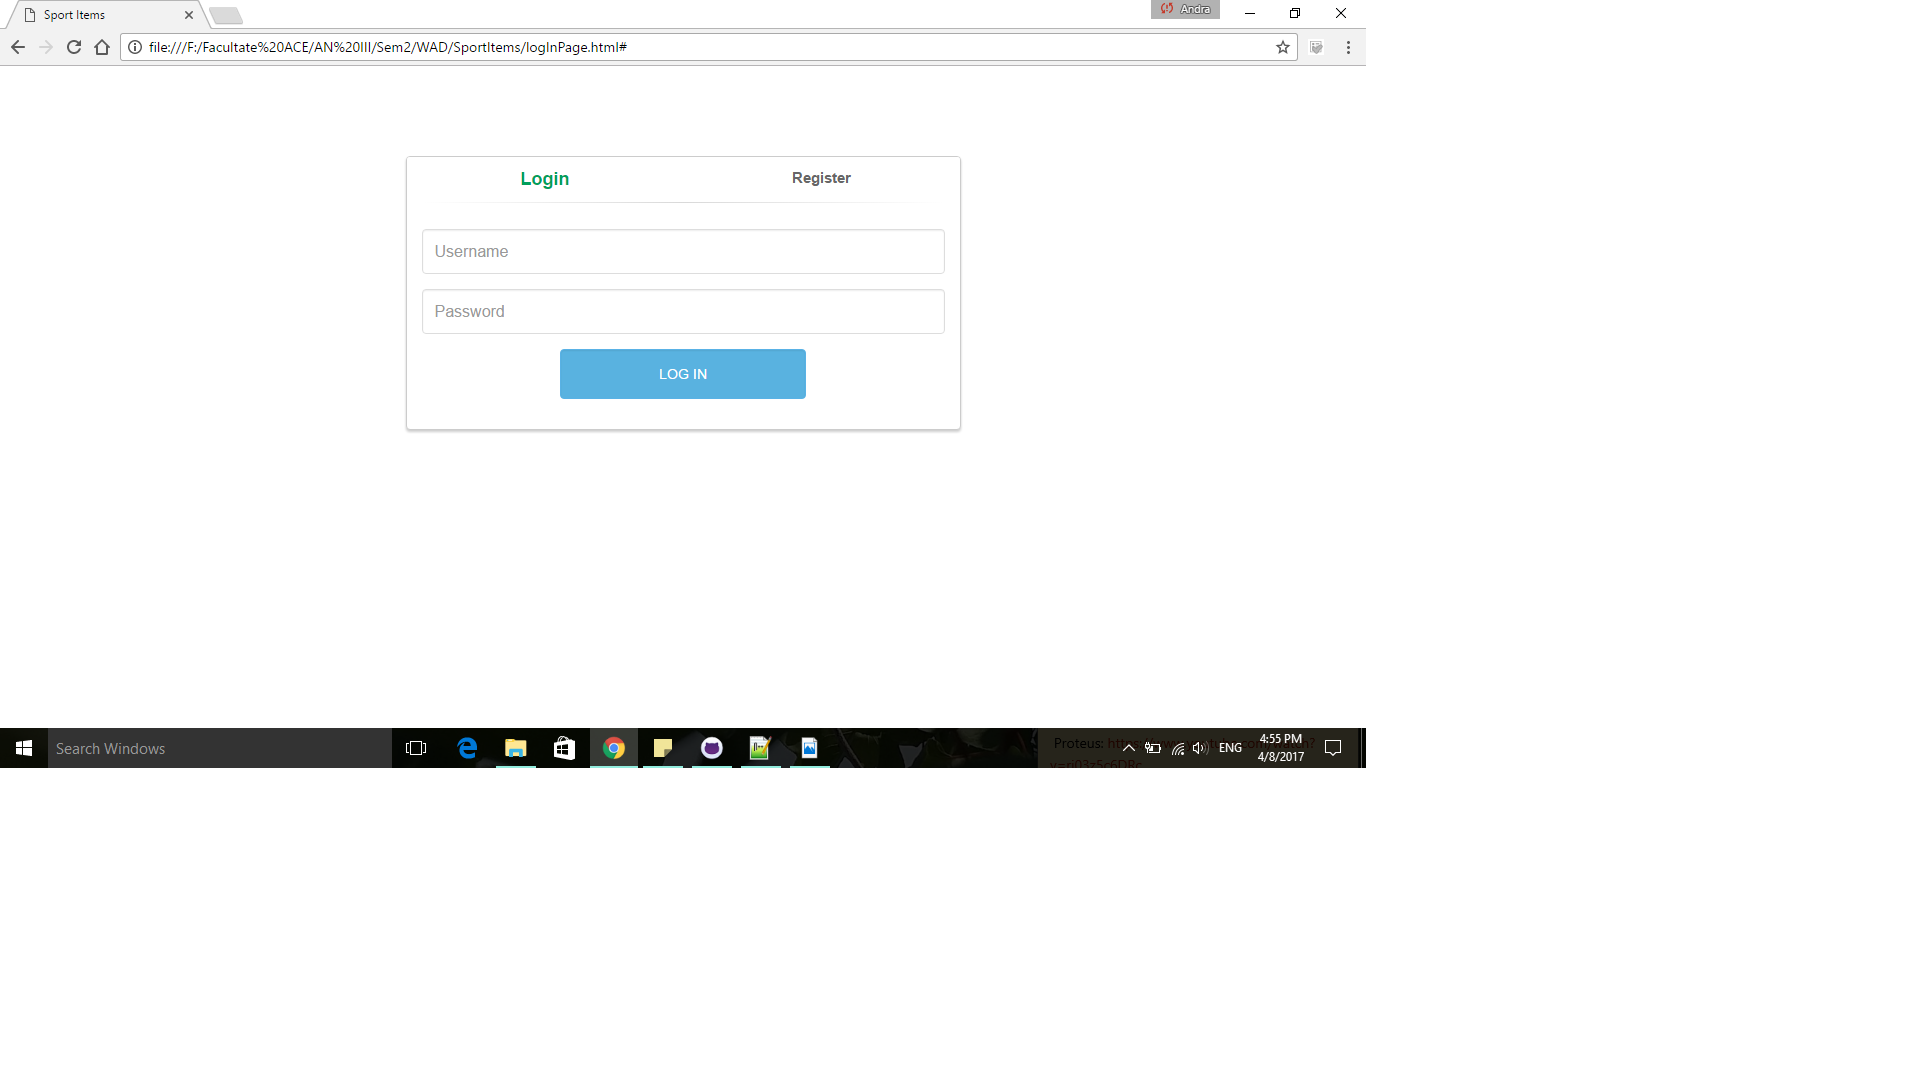 Sport Items
Andra
file:///F:/Facultate%20ACE/AN%20III/Sem2/WAD/SportItems/logInPage.html#
Login
Register
Username
Password
LOG IN
Search Windows
Proteus:
ENG
4:55 PM
4/8/2017